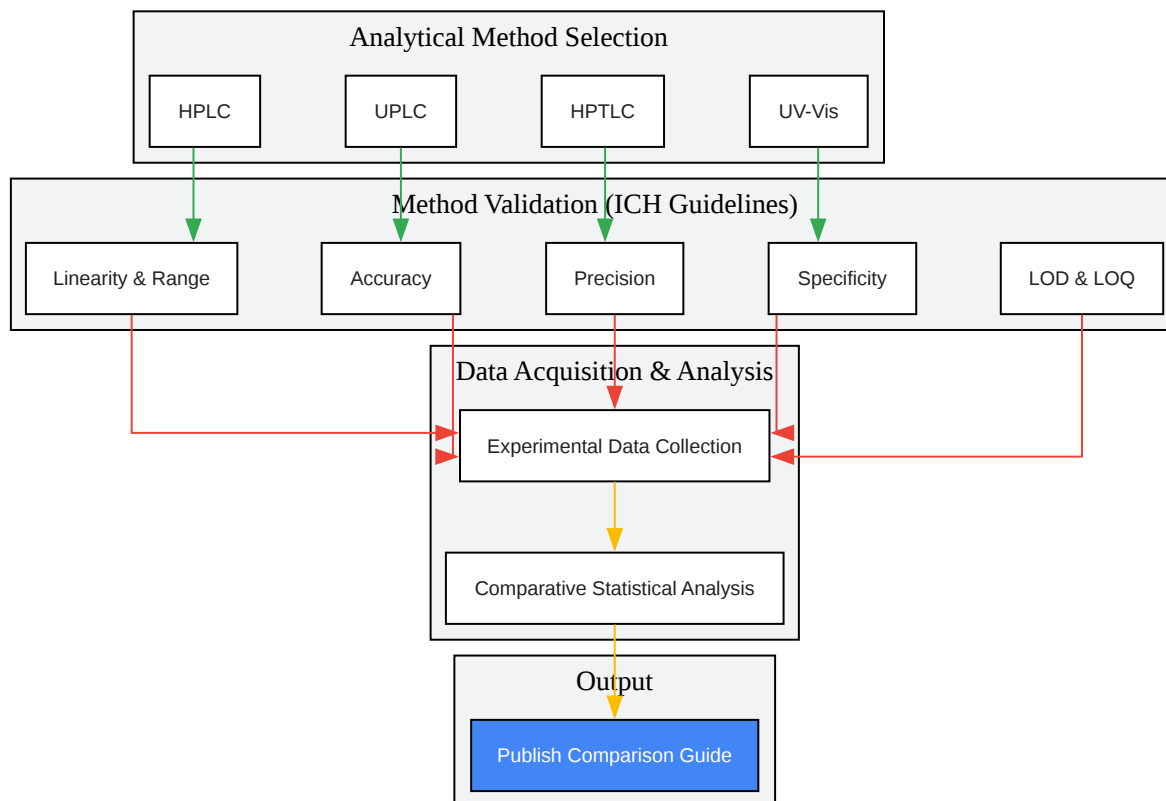 Analytical Method Selection
HPLC
UPLC
HPTLC
UV-Vis
Method Validation (ICH Guidelines)
Linearity & Range
Accuracy
Precision
Specificity
LOD & LOQ
Data Acquisition & Analysis
Experimental Data Collection
Comparative Statistical Analysis
Output
Publish Comparison Guide